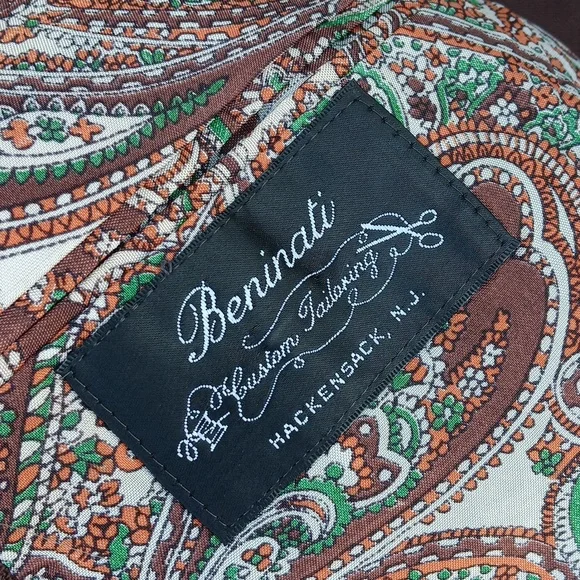 Beninati
Custom Tailoring
HACKENSACK, N.J.